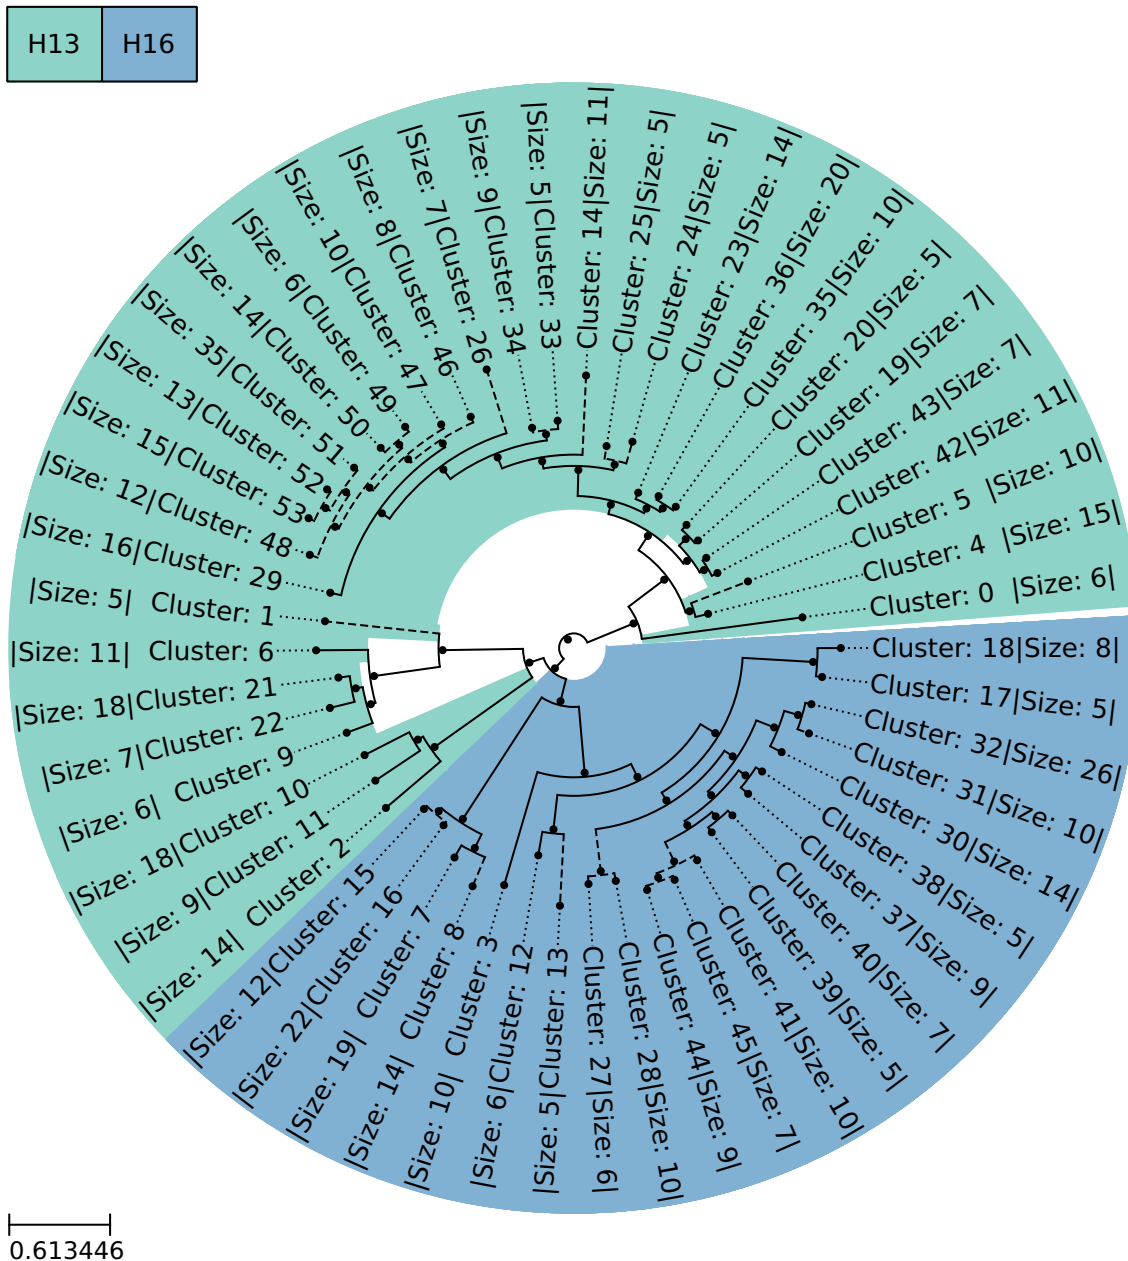 H13
H16
Cluster: 14|Size: 11|
Cluster: 25|Size: 5|
Cluster: 24|Size: 5|
Cluster: 23|Size: 14|
Cluster: 36|Size: 20|
Cluster: 35|Size: 10|
Cluster: 20|Size: 5|
Cluster: 19|Size: 7|
Cluster: 43|Size: 7|
Cluster: 42|Size: 11|
Cluster: 5 |Size: 10|
Cluster: 4 |Size: 15|
Cluster: 0 |Size: 6|
Cluster: 18|Size: 8|
Cluster: 17|Size: 5|
Cluster: 32|Size: 26|
Cluster: 31|Size: 10|
Cluster: 30|Size: 14|
Cluster: 38|Size: 5|
Cluster: 37|Size: 9|
Cluster: 40|Size: 7|
Cluster: 39|Size: 5|
Cluster: 41|Size: 10|
Cluster: 45|Size: 7|
Cluster: 44|Size: 9|
Cluster: 28|Size: 10|
Cluster: 27|Size: 6|
|Size: 5|Cluster: 13
|Size: 6|Cluster: 12
|Size: 10| Cluster: 3
|Size: 14| Cluster: 8
|Size: 19| Cluster: 7
|Size: 22|Cluster: 16
|Size: 12|Cluster: 15
|Size: 14| Cluster: 2
|Size: 9|Cluster: 11
|Size: 18|Cluster: 10
|Size: 6| Cluster: 9
|Size: 7|Cluster: 22
|Size: 18|Cluster: 21
|Size: 11| Cluster: 6
|Size: 5| Cluster: 1
|Size: 16|Cluster: 29
|Size: 12|Cluster: 48
|Size: 15|Cluster: 53
|Size: 13|Cluster: 52
|Size: 35|Cluster: 51
|Size: 14|Cluster: 50
|Size: 6|Cluster: 49
|Size: 10|Cluster: 47
|Size: 8|Cluster: 46
|Size: 7|Cluster: 26
|Size: 9|Cluster: 34
|Size: 5|Cluster: 33
0.613446